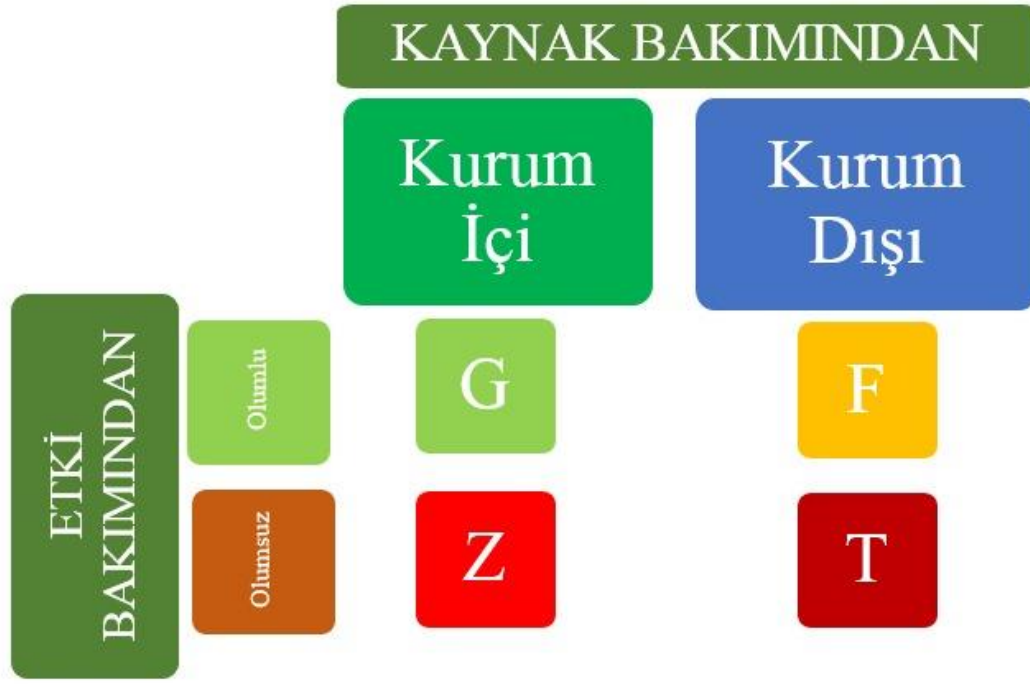 KAYNAK BAKIMINDAN
Kurum
İçi
Kurum
Dışı
ETKİ
BAKIMINDAN
Olumlu
G
F
Olumsuz
Z
T